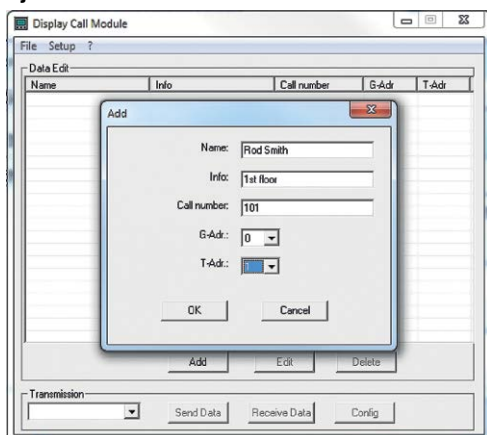 Display Call Module
File Setup ?
Data Edit
Name Info Call number G-Adr T-Adr
Add
Name: Rod Smith
Info: 1st floor
Call number: 101
G-Adr.: 0
T-Adr.:
OK Cancel
Add Edit Delete
Transmission
Send Data Receive Data Config